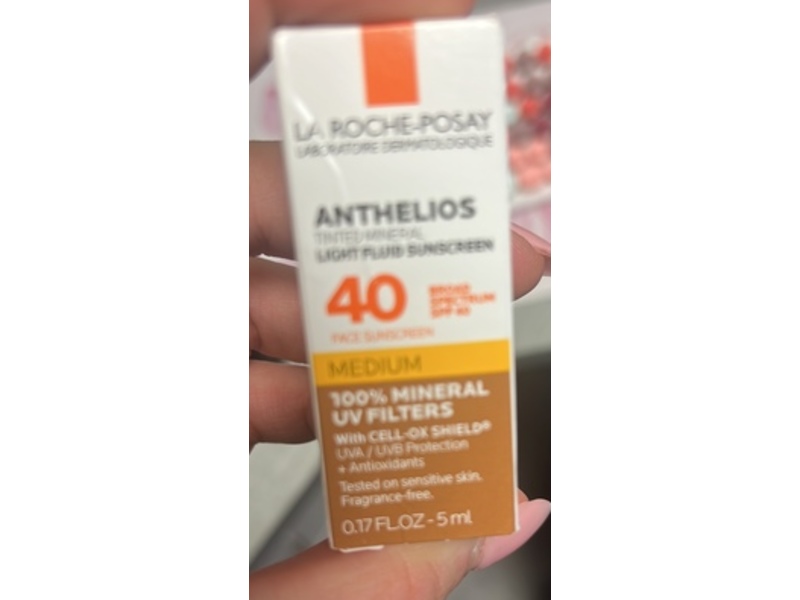 LA ROCHE-POSAY
LABORATOIRE DERMATOLOGIQUE
ANTHELIOS
TINTED MINERAL
LIGHT FLUID SUNSCREEN
40 BROAD
SPECTRUM
SPF 40
FACE SUNSCREEN
MEDIUM
100% MINERAL
UV FILTERS
With CELL-OX SHIELD®
UVA / UVB Protection
+ Antioxidants
Tested on sensitive skin.
Fragrance-free.
0.17 FL.OZ - 5 ml